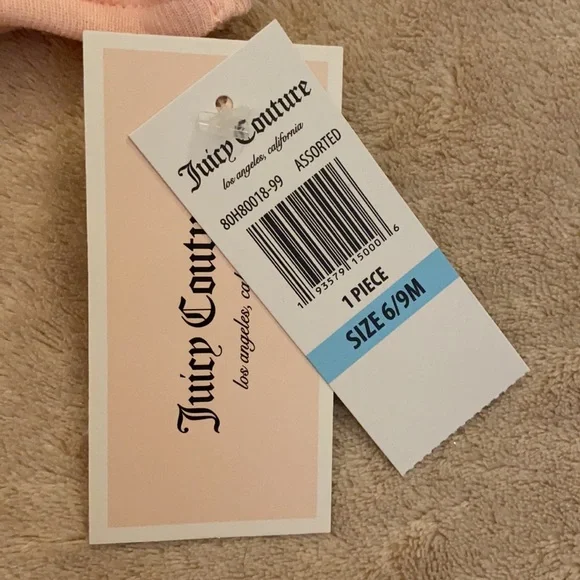 Juicy Couture
los angeles, california
80H80018-99 ASSORTED
1 93579 15000 6
1 PIECE
SIZE 6/9M
Juicy Coutu
los angeles, ca